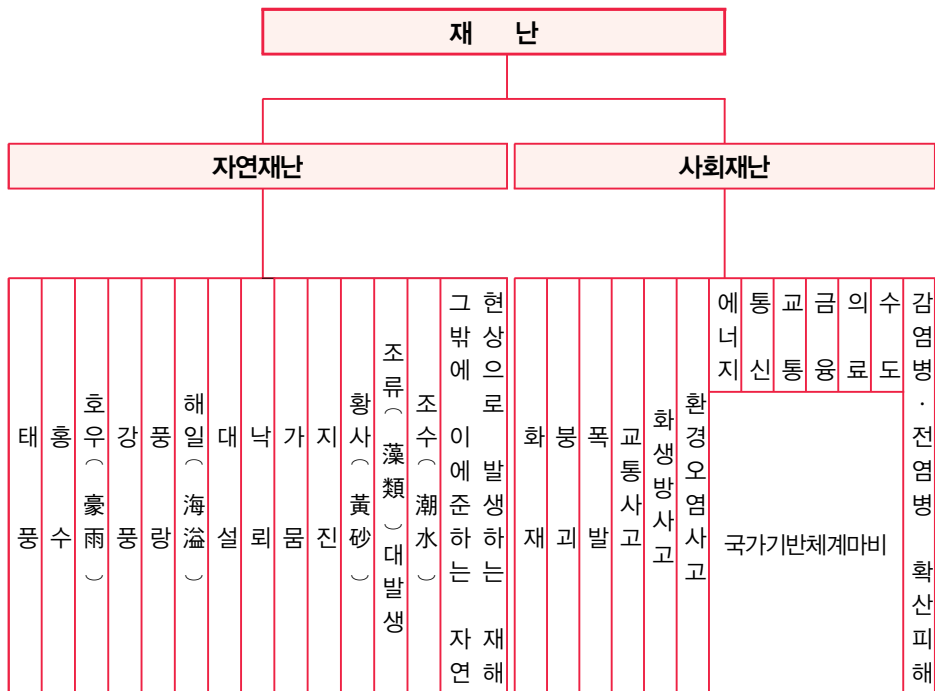 재 난
자연재난
사회재난
태풍
홍수
호우(豪雨)
강풍
풍랑
해일(海溢)
대설
낙뢰
가뭄
지진
황사(黃砂)
조류(藻類)대발생
조수(潮水)
그밖에 이에준하는 자연
현상으로 발생하는 재해
화재
붕괴
폭발
교통사고
화생방사고
환경오염사고
에너지
통신
교통
금융
의료
수도
국가기반체계마비
감염병·전염병 확산피해